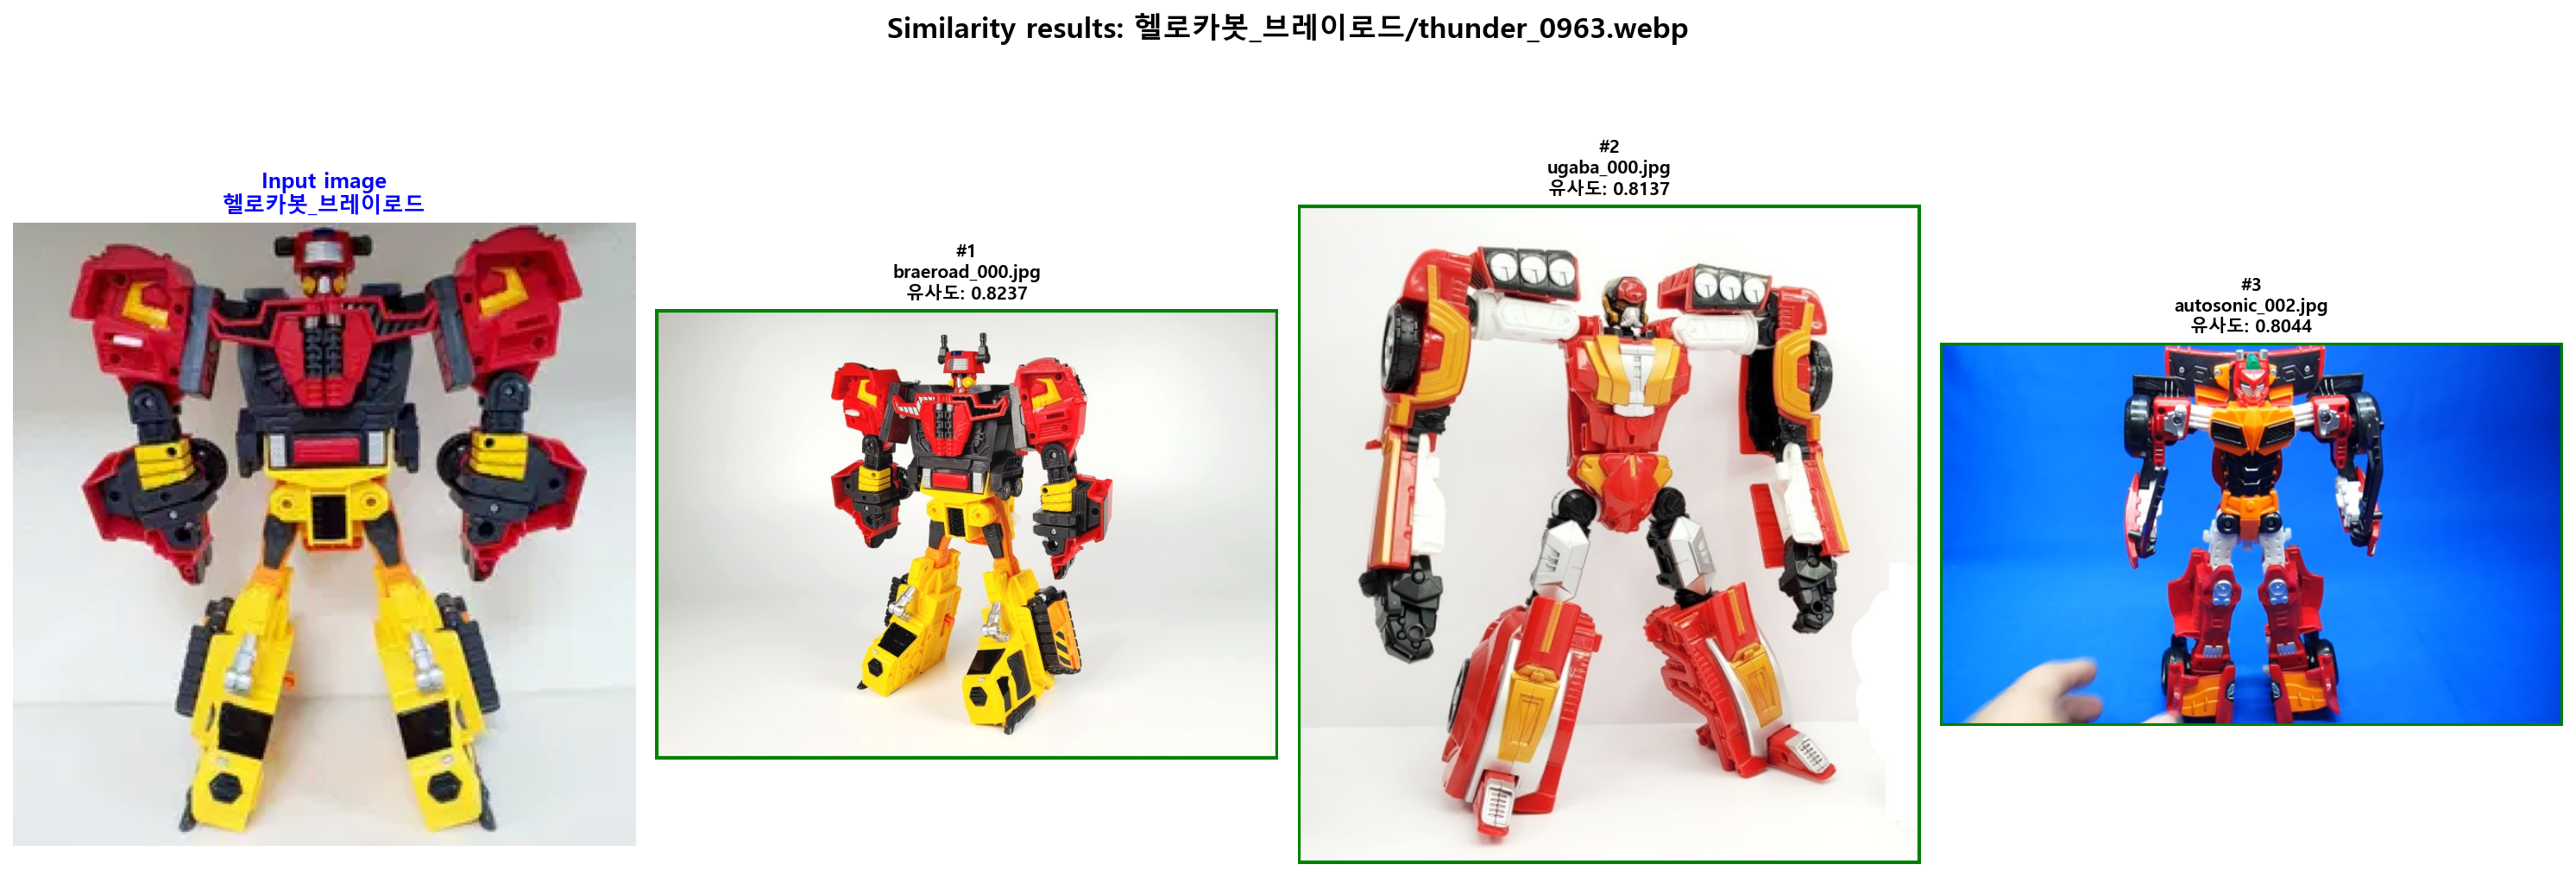 Similarity results: 헬로카봇_브레이로드/thunder_0963.webp
Input image
헬로카봇_브레이로드
#1
braeroad_000.jpg
유사도: 0.8237
#2
ugaba_000.jpg
유사도: 0.8137
#3
autosonic_002.jpg
유사도: 0.8044